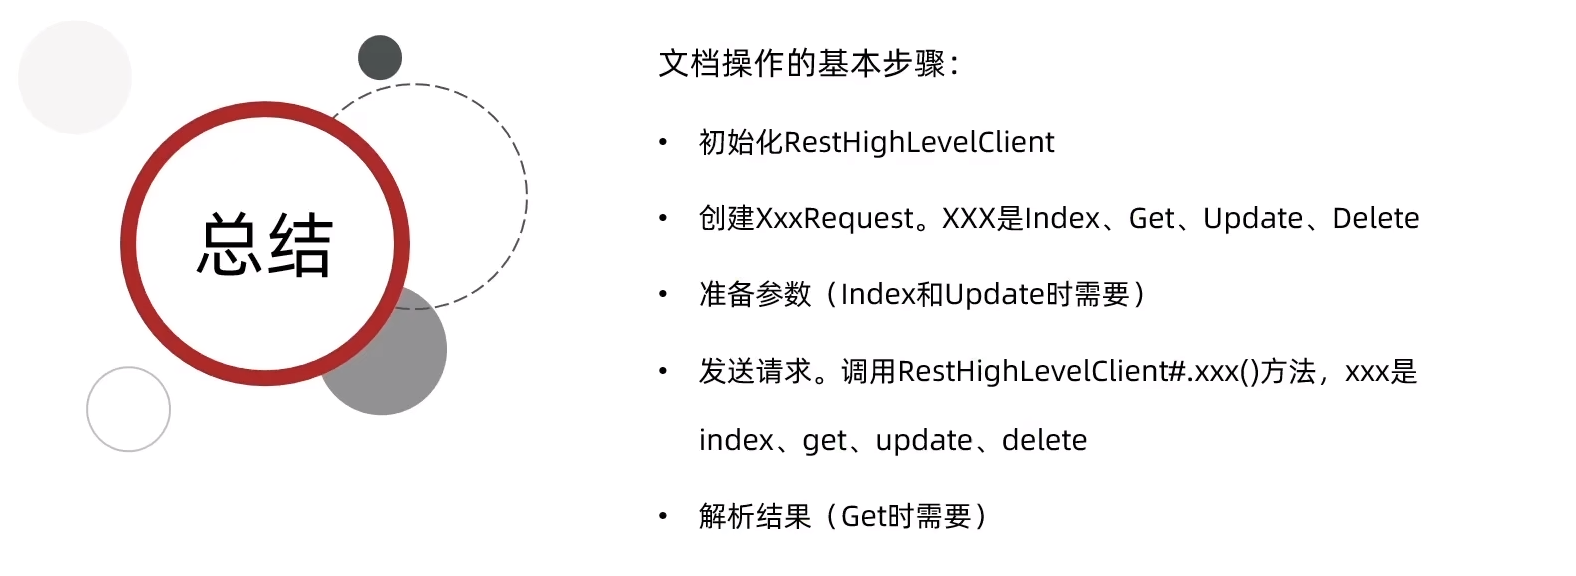 总结
文档操作的基本步骤：
• 初始化RestHighLevelClient
• 创建XxxRequest。XXX是Index、Get、Update、Delete
• 准备参数（Index和Update时需要）
• 发送请求。调用RestHighLevelClient#.xxx()方法，xxx是
index、get、update、delete
• 解析结果（Get时需要）